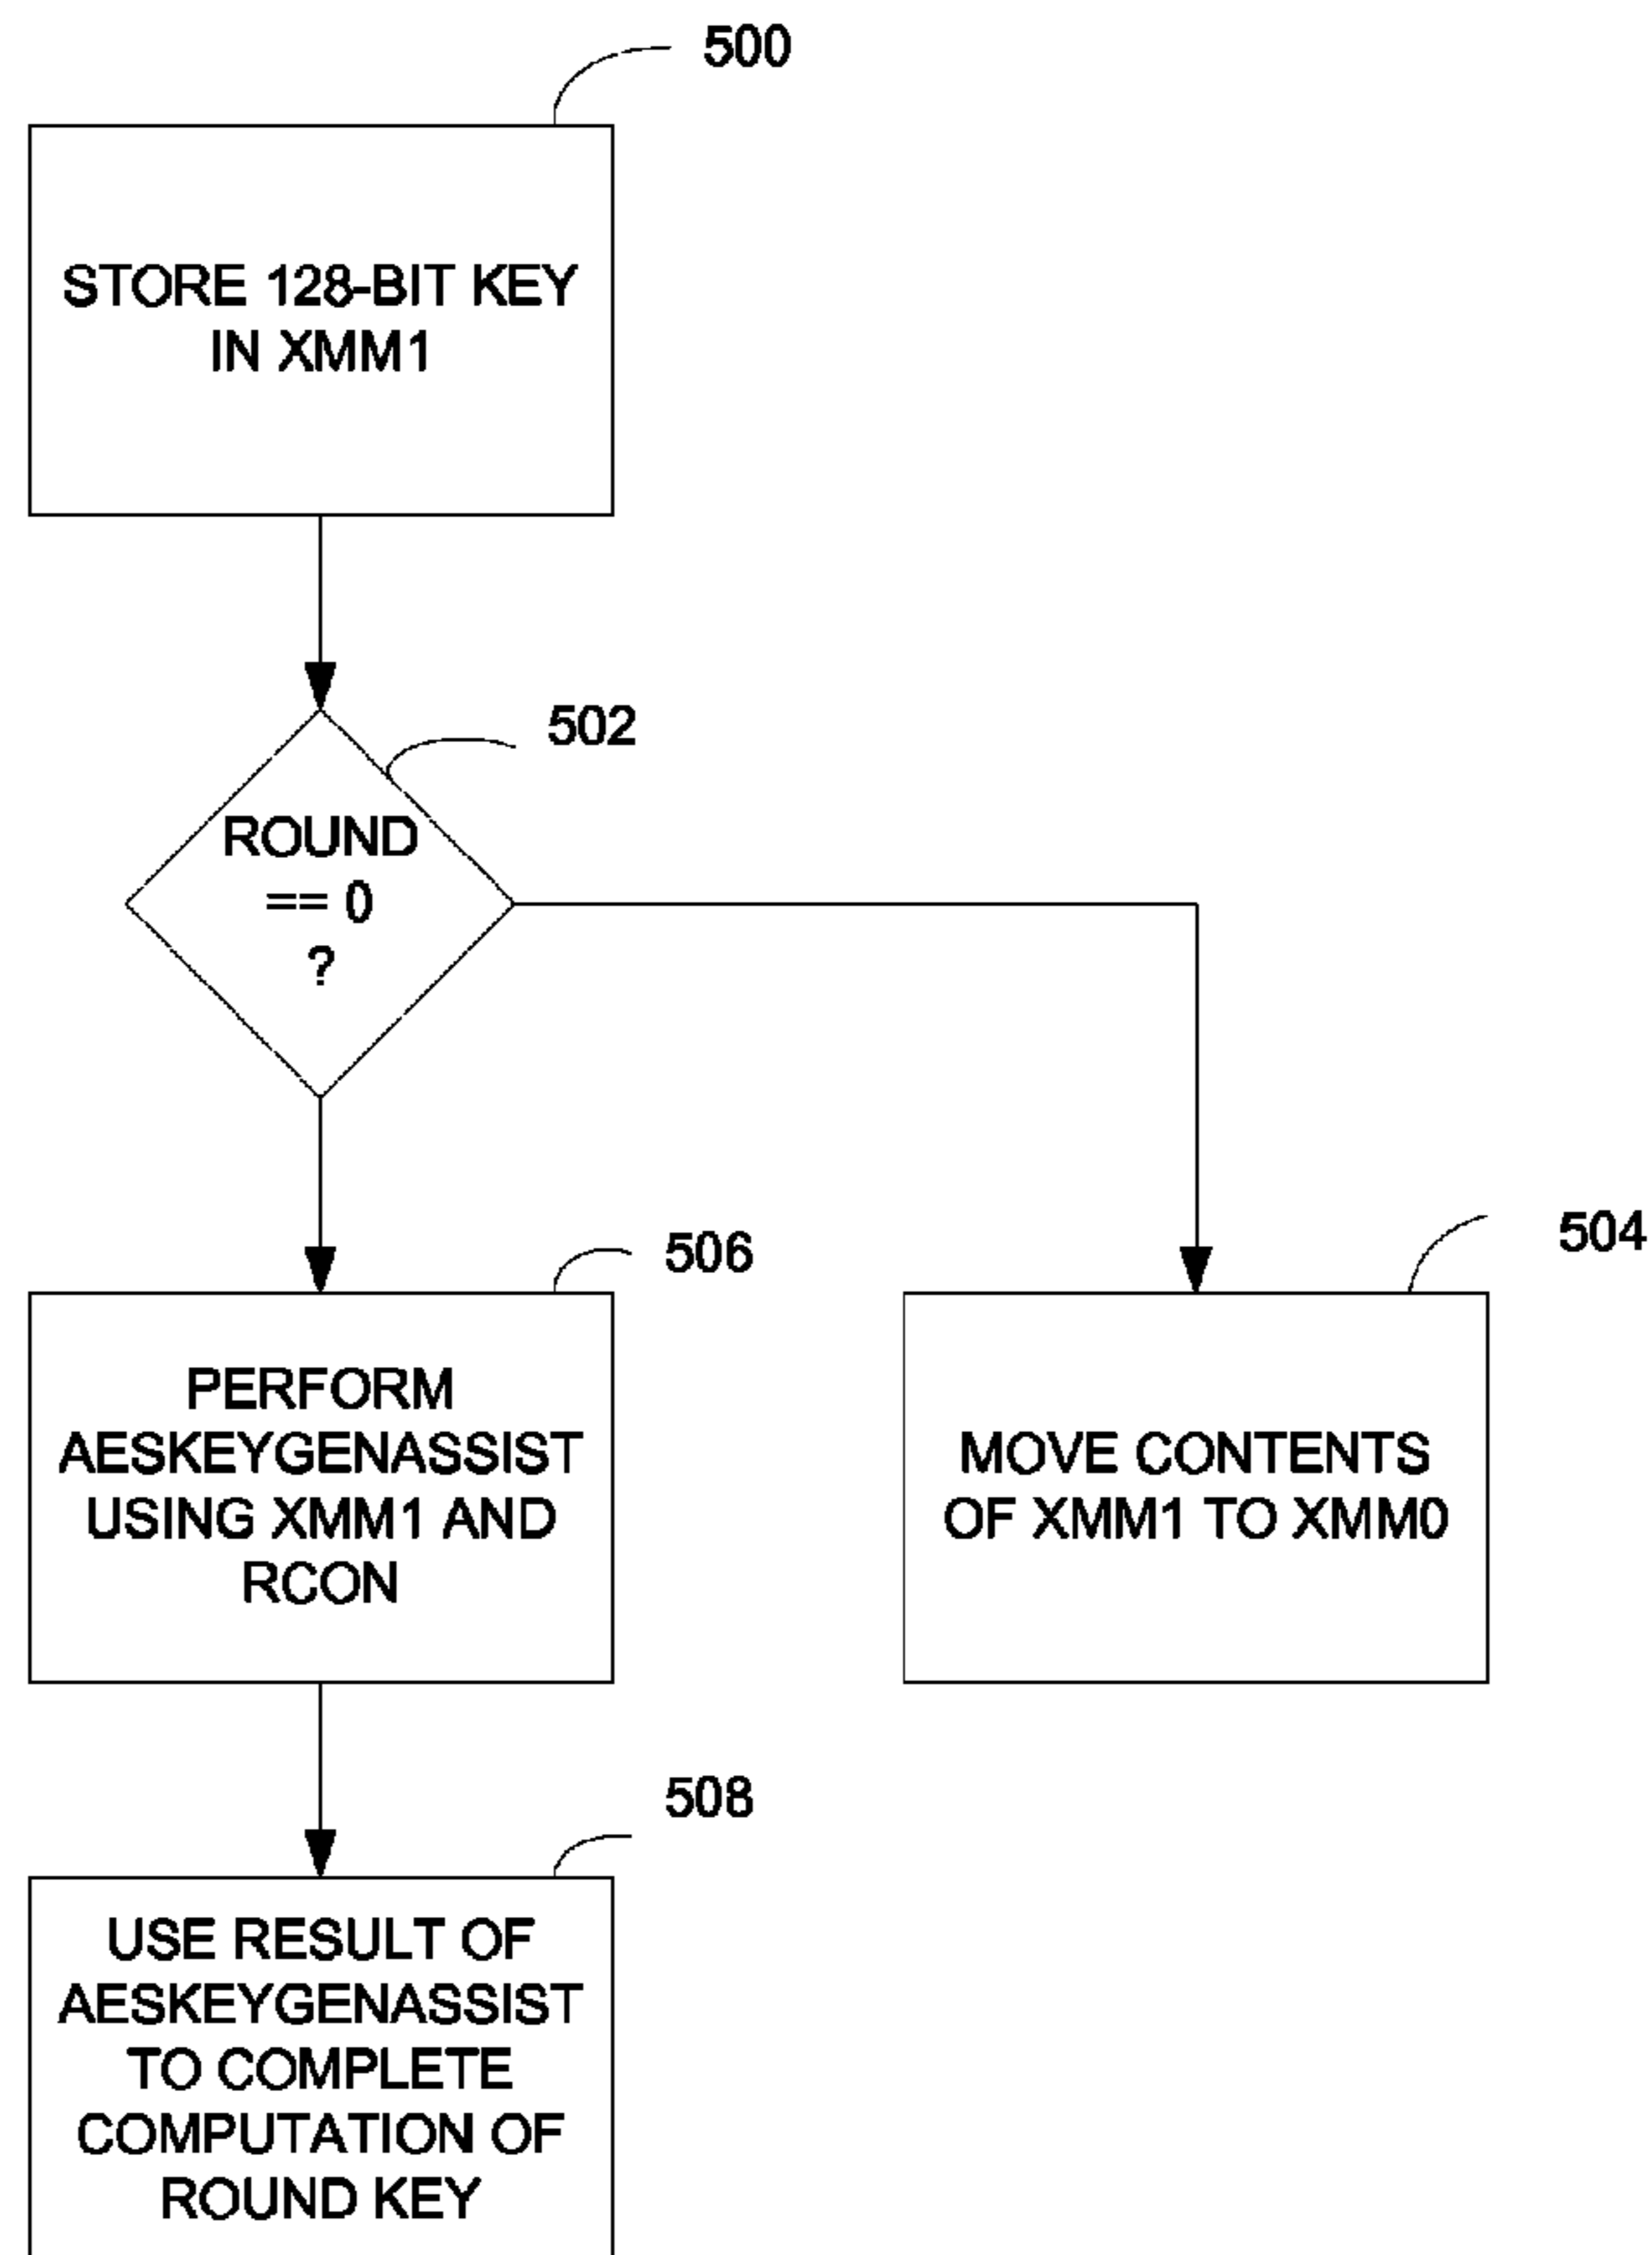 500
STORE 128-BIT KEY
IN XMM1
502
ROUND
== 0
?
506
504
PERFORM
AESKEYGENASSIST
USING XMM1 AND
RCON
MOVE CONTENTS
OF XMM1 TO XMM0
508
USE RESULT OF
AESKEYGENASSIST
TO COMPLETE
COMPUTATION OF
ROUND KEY